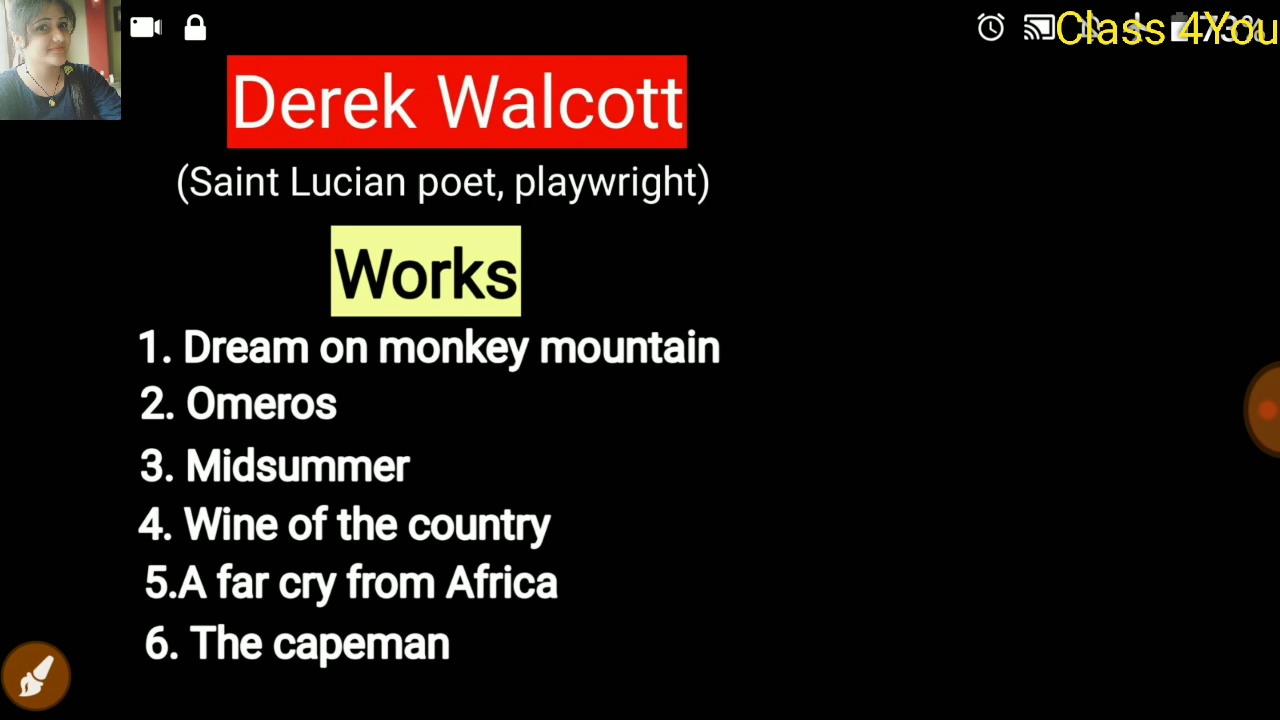 Class 4You
73%
Derek Walcott
(Saint Lucian poet, playwright)
Works
1. Dream on monkey mountain
2. Omeros
3. Midsummer
4. Wine of the country
5.A far cry from Africa
6. The capeman